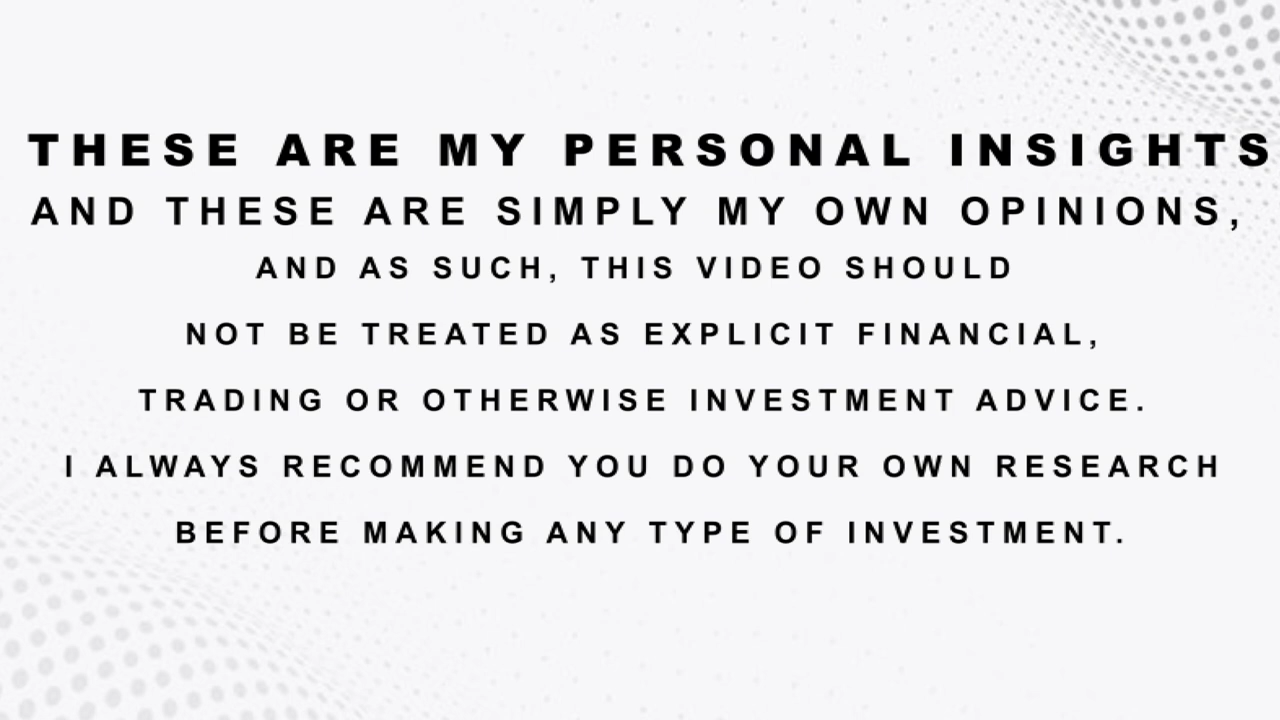 THESE ARE MY PERSONAL INSIGHTS
AND THESE ARE SIMPLY MY OWN OPINIONS,
AND AS SUCH, THIS VIDEO SHOULD
NOT BE TREATED AS EXPLICIT FINANCIAL,
TRADING OR OTHERWISE INVESTMENT ADVICE.
I ALWAYS RECOMMEND YOU DO YOUR OWN RESEARCH
BEFORE MAKING ANY TYPE OF INVESTMENT.